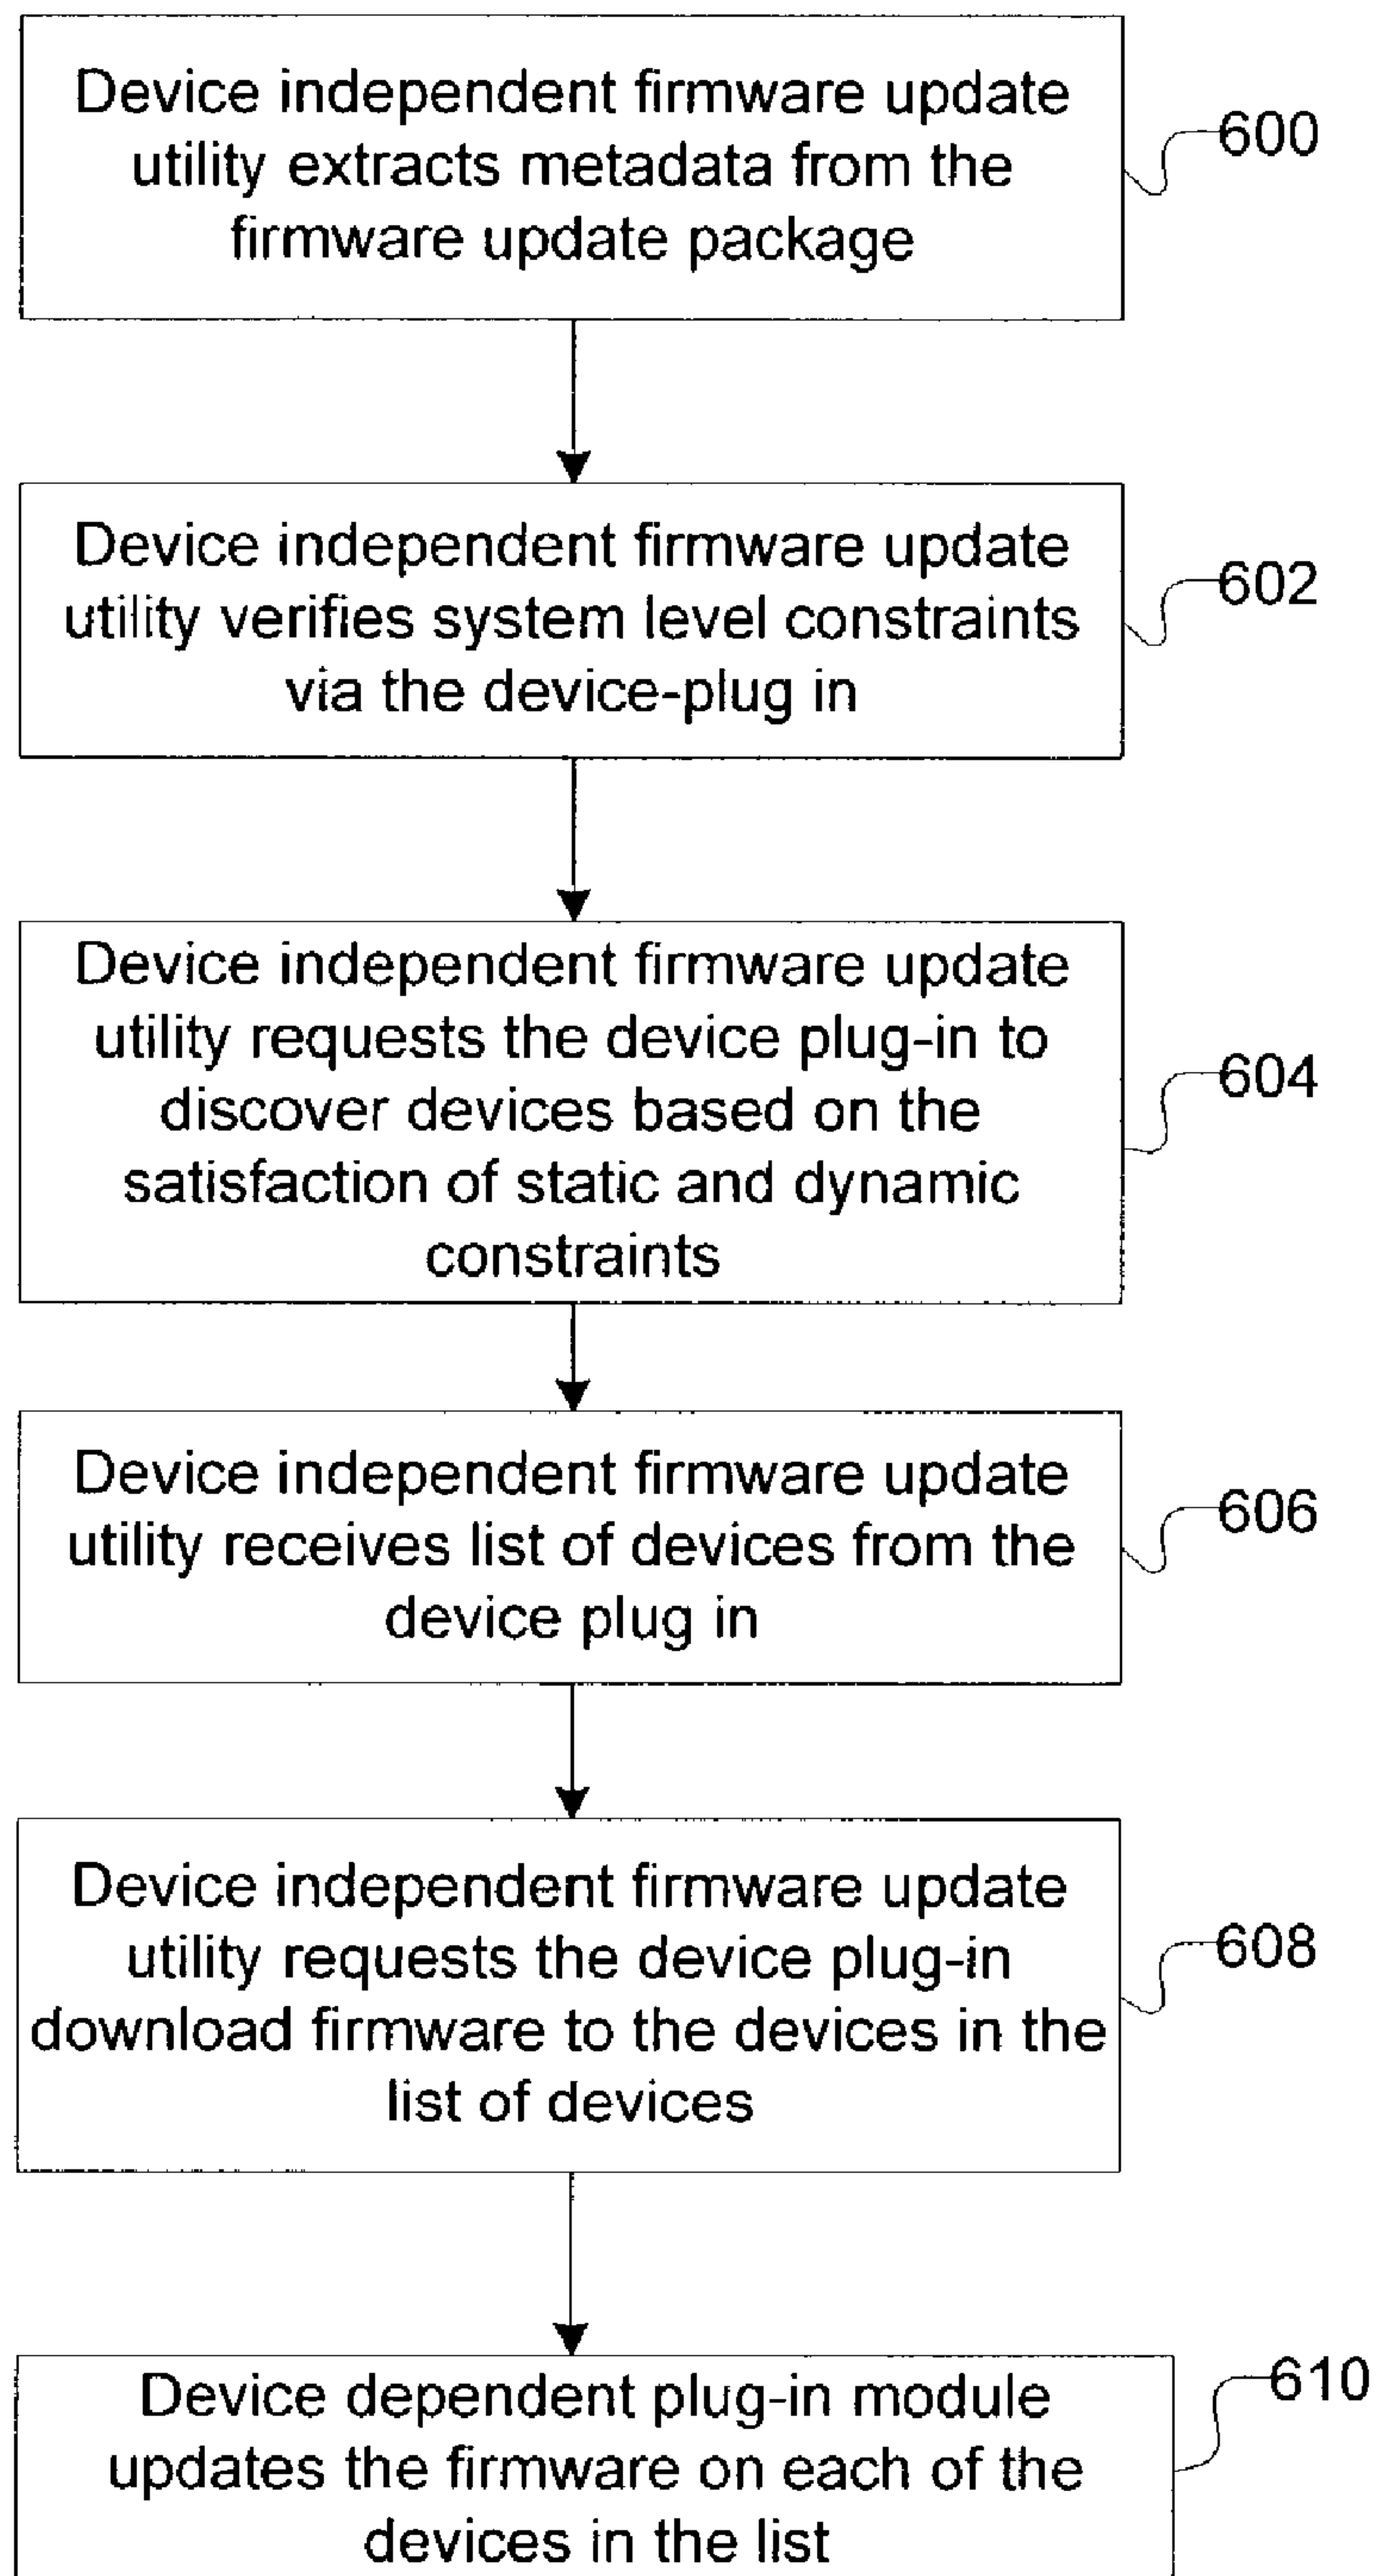 Device independent firmware update
utility extracts metadata from the
firmware update package
600
Device independent firmware update
utility verifies system level constraints
via the device-plug in
602
Device independent firmware update
utility requests the device plug-in to
discover devices based on the
satisfaction of static and dynamic
constraints
604
Device independent firmware update
utility receives list of devices from the
device plug in
606
Device independent firmware update
utility requests the device plug-in
download firmware to the devices in the
list of devices
608
Device dependent plug-in module
updates the firmware on each of the
devices in the list
610